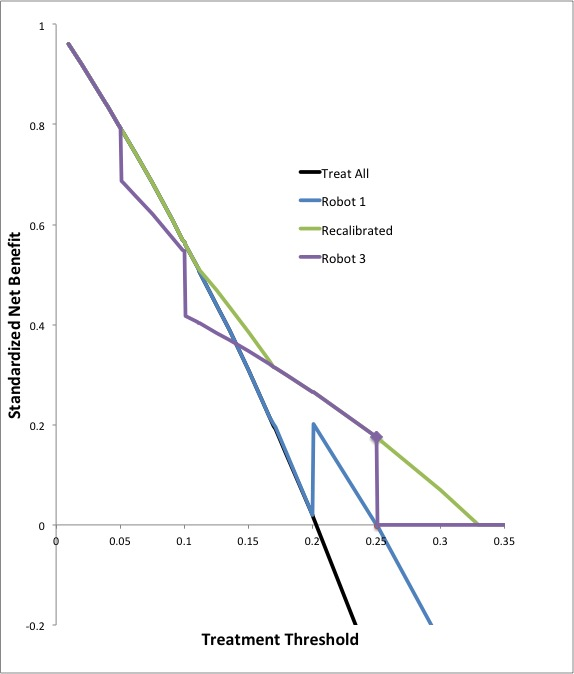 1
0.8
0.6
0.4
0.2
0
-0.2
Standardized Net Benefit
Treat All
Robot 1
Recalibrated
Robot 3
0 0.05 0.1 0.15 0.2 0.25 0.3 0.35
Treatment Threshold